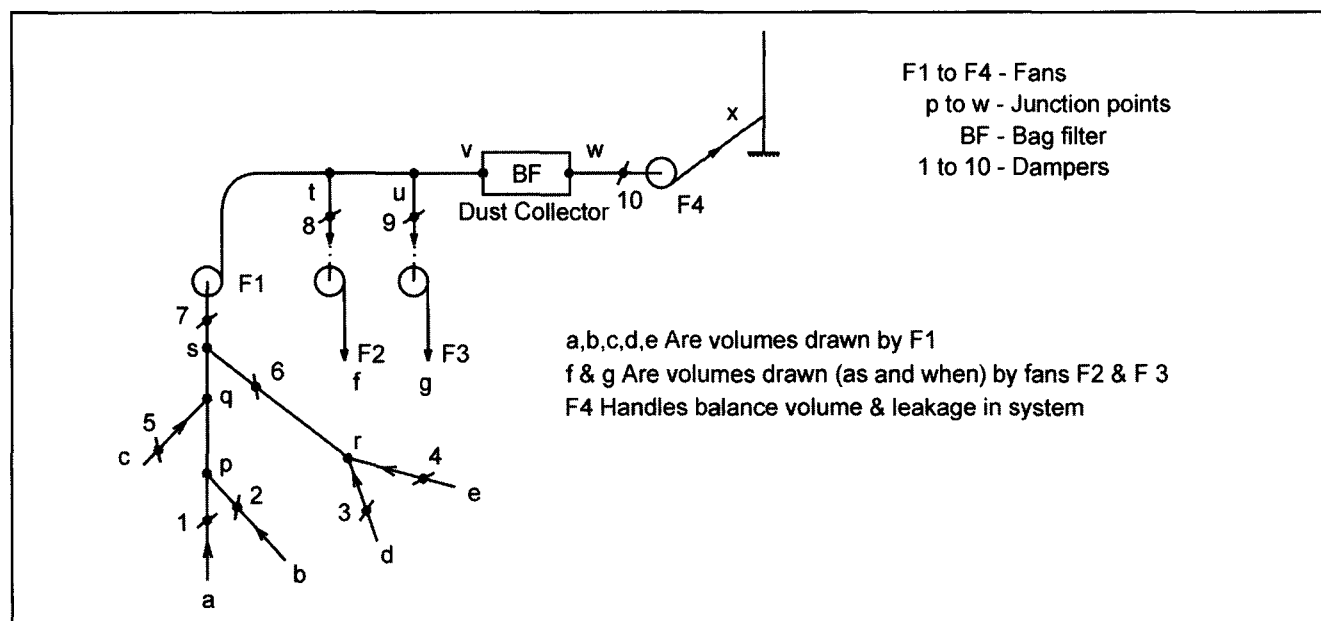 F1 to F4 - Fans
p to w - Junction points
BF - Bag filter
1 to 10 - Dampers
x
v
BF
w
t
u
Dust Collector
10
F4
8
9
F1
7
F2
F3
f
g
a,b,c,d,e Are volumes drawn by F1
f & g Are volumes drawn (as and when) by fans F2 & F 3
F4 Handles balance volume & leakage in system
s
6
q
5
c
r
4
e
p
2
1
3
d
b
a